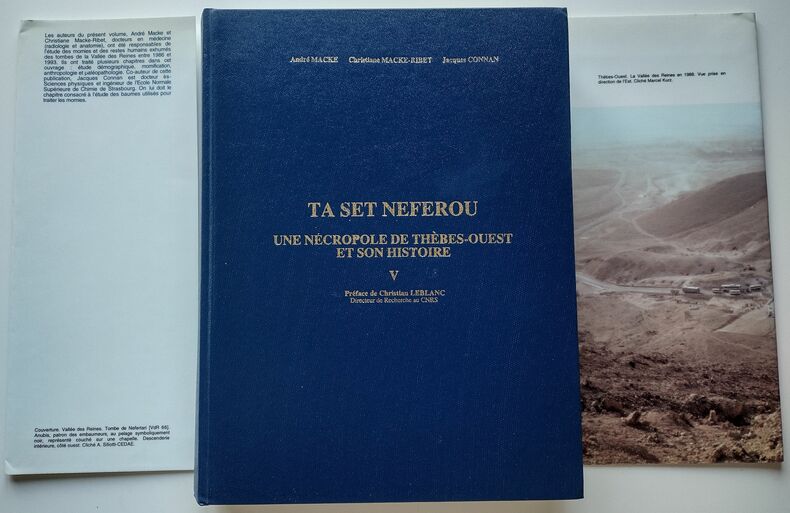 Les auteurs du présent volume, André Macke et
Christiane Macke-Ribet, docteurs en médecine
(radiologie et anatomie), ont été responsables de
l'étude des momies et des restes humains exhumés
des tombes de la Vallée des Reines entre 1986 et
1993. Ils ont traité plusieurs chapitres dans cet
ouvrage : étude démographique, momification,
anthropologie et paléopathologie. Co-auteur de cette
publication, Jacques Connan est docteur ès-
Sciences physiques et ingénieur de l'Ecole Normale
Supérieure de Chimie de Strasbourg. On lui doit le
chapitre consacré à l'étude des baumes utilisés pour
traiter les momies.
Couverture. Vallée des Reines. Tombe de Nefertari [VdR 66].
Anubis, patron des embaumeurs, au pelage symboliquement
noir, représenté couché sur une chapelle. Descenderie
intérieure, côté ouest. Cliché A. Siliotti-CEDAE.
André MACKE Christiane MACKE-RIBET Jacques CONNAN
TA SET NEFEROU
UNE NÉCROPOLE DE THÈBES-OUEST
ET SON HISTOIRE
V
Préface de Christian LEBLANC
Directeur de Recherche au CNRS
Thèbes-Ouest. La Vallée des Reines en 1988. Vue prise en
direction de l'Est. Cliché Marcel Kurz.